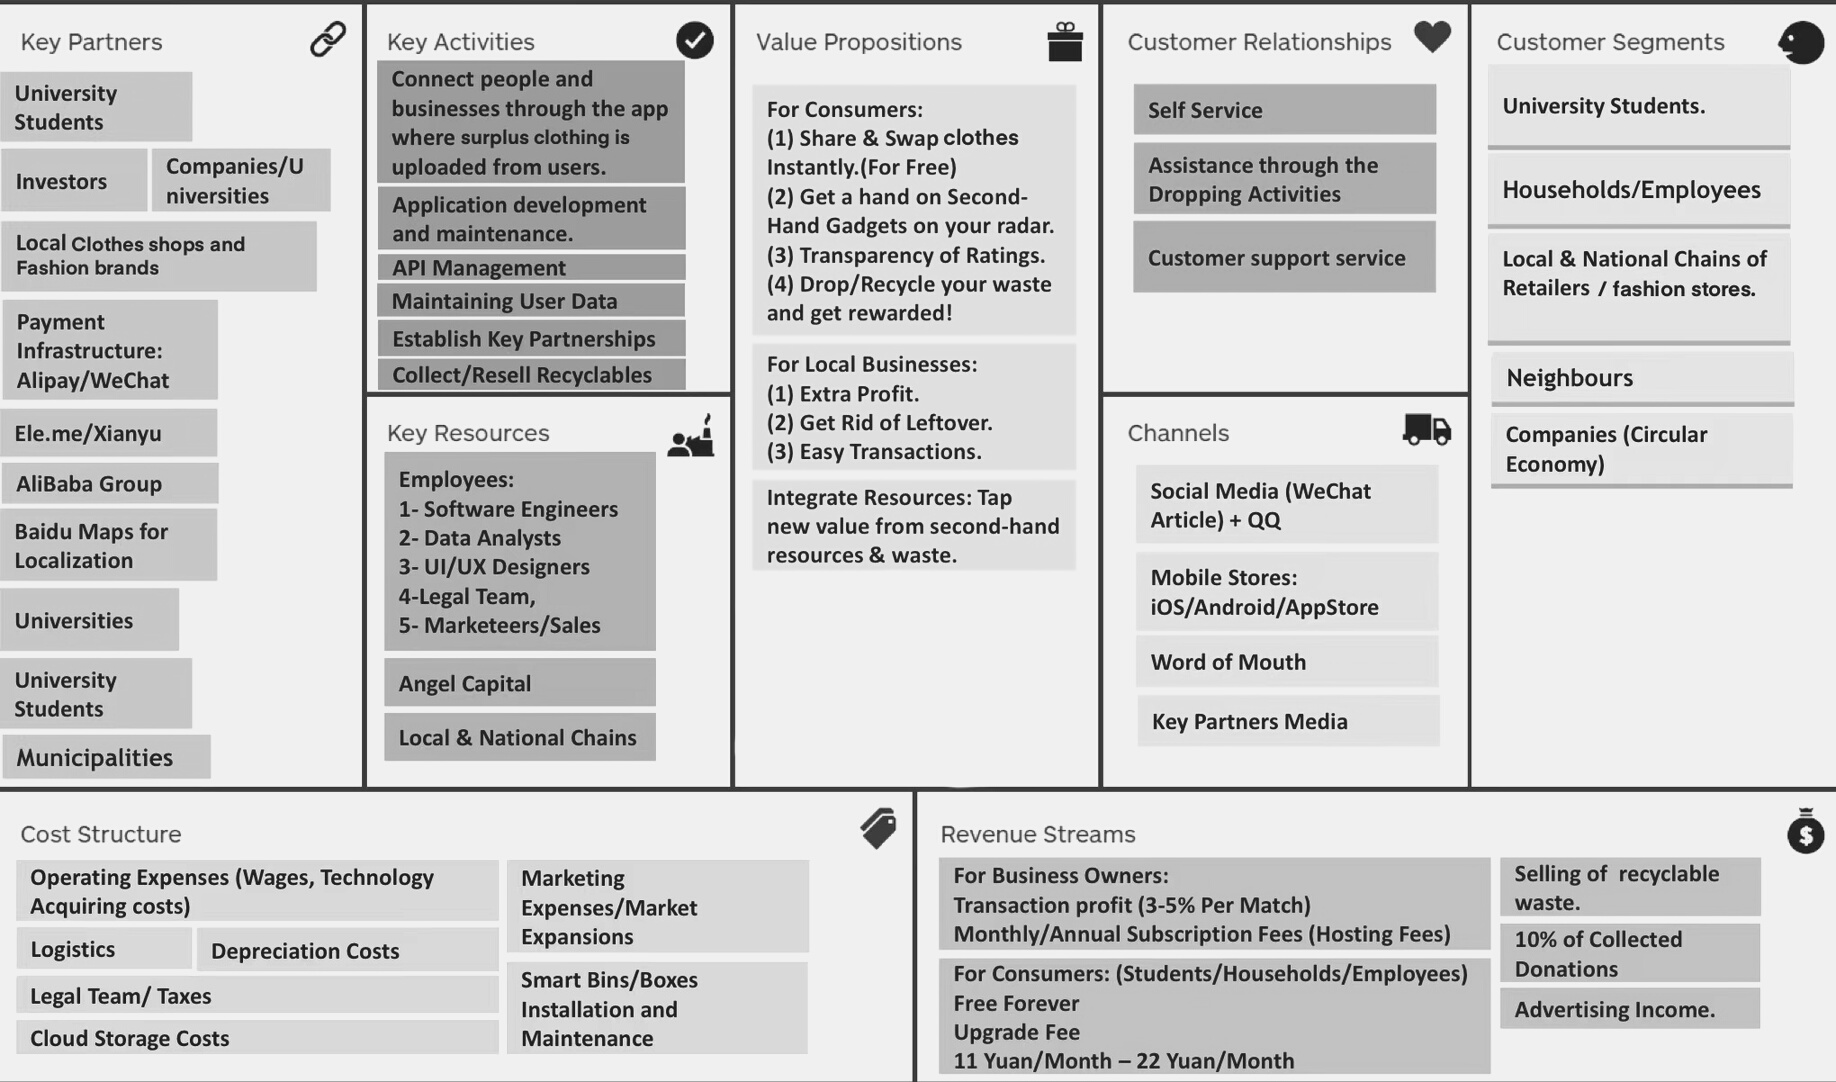 Key Partners
University
Students
Investors
Companies/U
niversities
Local Clothes shops and
Fashion brands
Payment
Infrastructure:
Alipay/WeChat
Ele.me/Xianyu
AliBaba Group
Baidu Maps for
Localization
Universities
University
Students
Municipalities
Key Activities
Connect people and
businesses through the app
where surplus clothing is
uploaded from users.
Application development
and maintenance.
API Management
Maintaining User Data
Establish Key Partnerships
Collect/Resell Recyclables
Key Resources
Employees:
1- Software Engineers
2- Data Analysts
3- UI/UX Designers
4-Legal Team,
5- Marketeers/Sales
Angel Capital
Local & National Chains
Value Propositions
For Consumers:
(1) Share & Swap clothes
Instantly.(For Free)
(2) Get a hand on Second-
Hand Gadgets on your radar.
(3) Transparency of Ratings.
(4) Drop/Recycle your waste
and get rewarded!
For Local Businesses:
(1) Extra Profit.
(2) Get Rid of Leftover.
(3) Easy Transactions.
Integrate Resources: Tap
new value from second-hand
resources & waste.
Customer Relationships
Self Service
Assistance through the
Dropping Activities
Customer support service
Channels
Social Media (WeChat
Article) + QQ
Mobile Stores:
iOS/Android/AppStore
Word of Mouth
Key Partners Media
Customer Segments
University Students.
Households/Employees
Local & National Chains of
Retailers / fashion stores.
Neighbours
Companies (Circular
Economy)
Cost Structure
Operating Expenses (Wages, Technology
Acquiring costs)
Logistics
Depreciation Costs
Legal Team/ Taxes
Cloud Storage Costs
Marketing
Expenses/Market
Expansions
Smart Bins/Boxes
Installation and
Maintenance
Revenue Streams
For Business Owners:
Transaction profit (3-5% Per Match)
Monthly/Annual Subscription Fees (Hosting Fees)
For Consumers: (Students/Households/Employees)
Free Forever
Upgrade Fee
11 Yuan/Month – 22 Yuan/Month
Selling of recyclable
waste.
10% of Collected
Donations
Advertising Income.
$